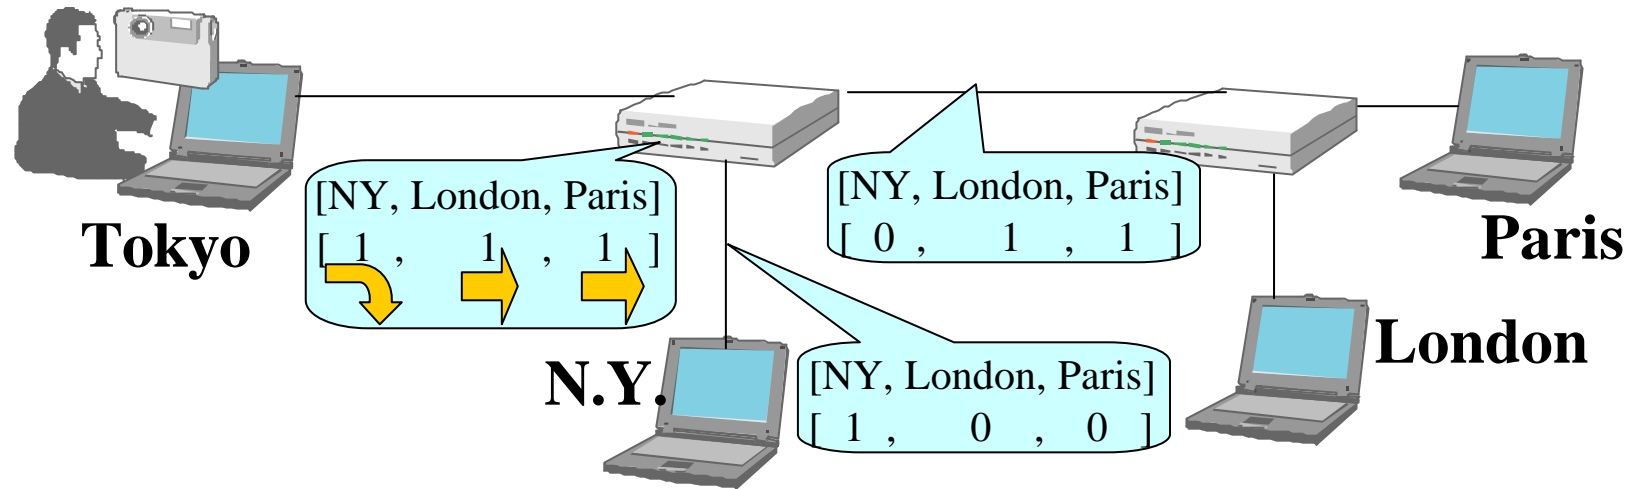 Tokyo
[NY, London, Paris]
[ 1 , 1 , 1 ]
[NY, London, Paris]
[ 0 , 1 , 1 ]
Paris
N.Y.
[NY, London, Paris]
[ 1 , 0 , 0 ]
London